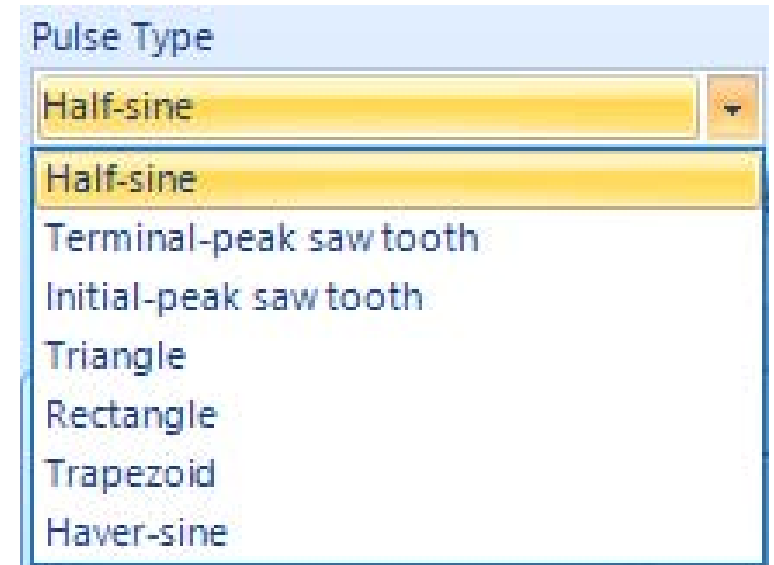 Pulse Type
Half-sine
Half-sine
Terminal-peak saw tooth
Initial-peak saw tooth
Triangle
Rectangle
Trapezoid
Haver-sine